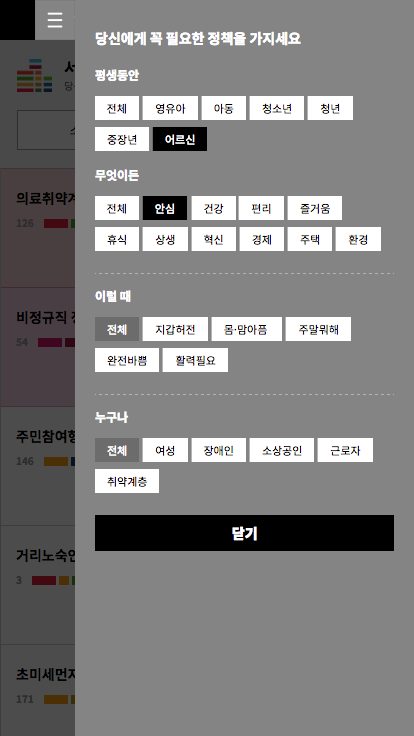 당신에게 꼭 필요한 정책을 가지세요
평생동안
전체 영유아 아동 청소년 청년
중장년 어르신
무엇이든
전체 안심 건강 편리 즐거움
휴식 상생 혁신 경제 주택 환경
이럴 때
전체 지갑허전 몸·맘아픔 주말뭐해
완전바쁨 활력필요
누구나
전체 여성 장애인 소상공인 근로자
취약계층
닫기
의료취약계
126
비정규직
54
주민참여형
146
거리노숙인
3
초미세먼지
171